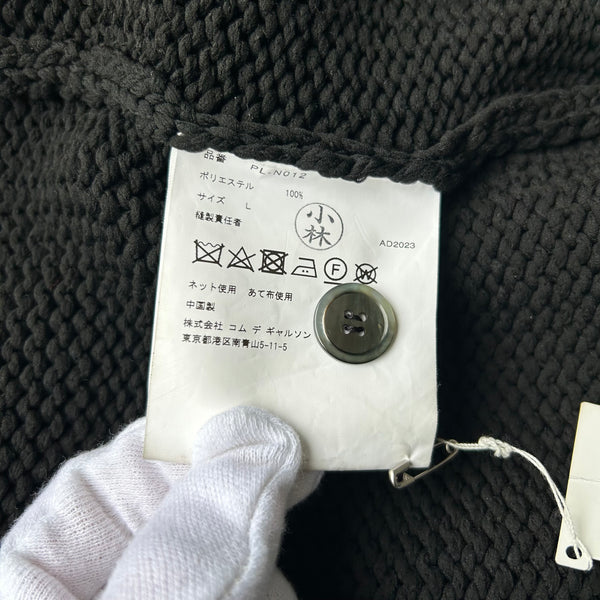 品番 PL-N012
ポリエステル 100%
サイズ L
縫製責任者
小林
AD2023
F
W
ネット使用 あて布使用
中国製
株式会社 コム デ ギャルソン
東京都港区南青山5-11-5